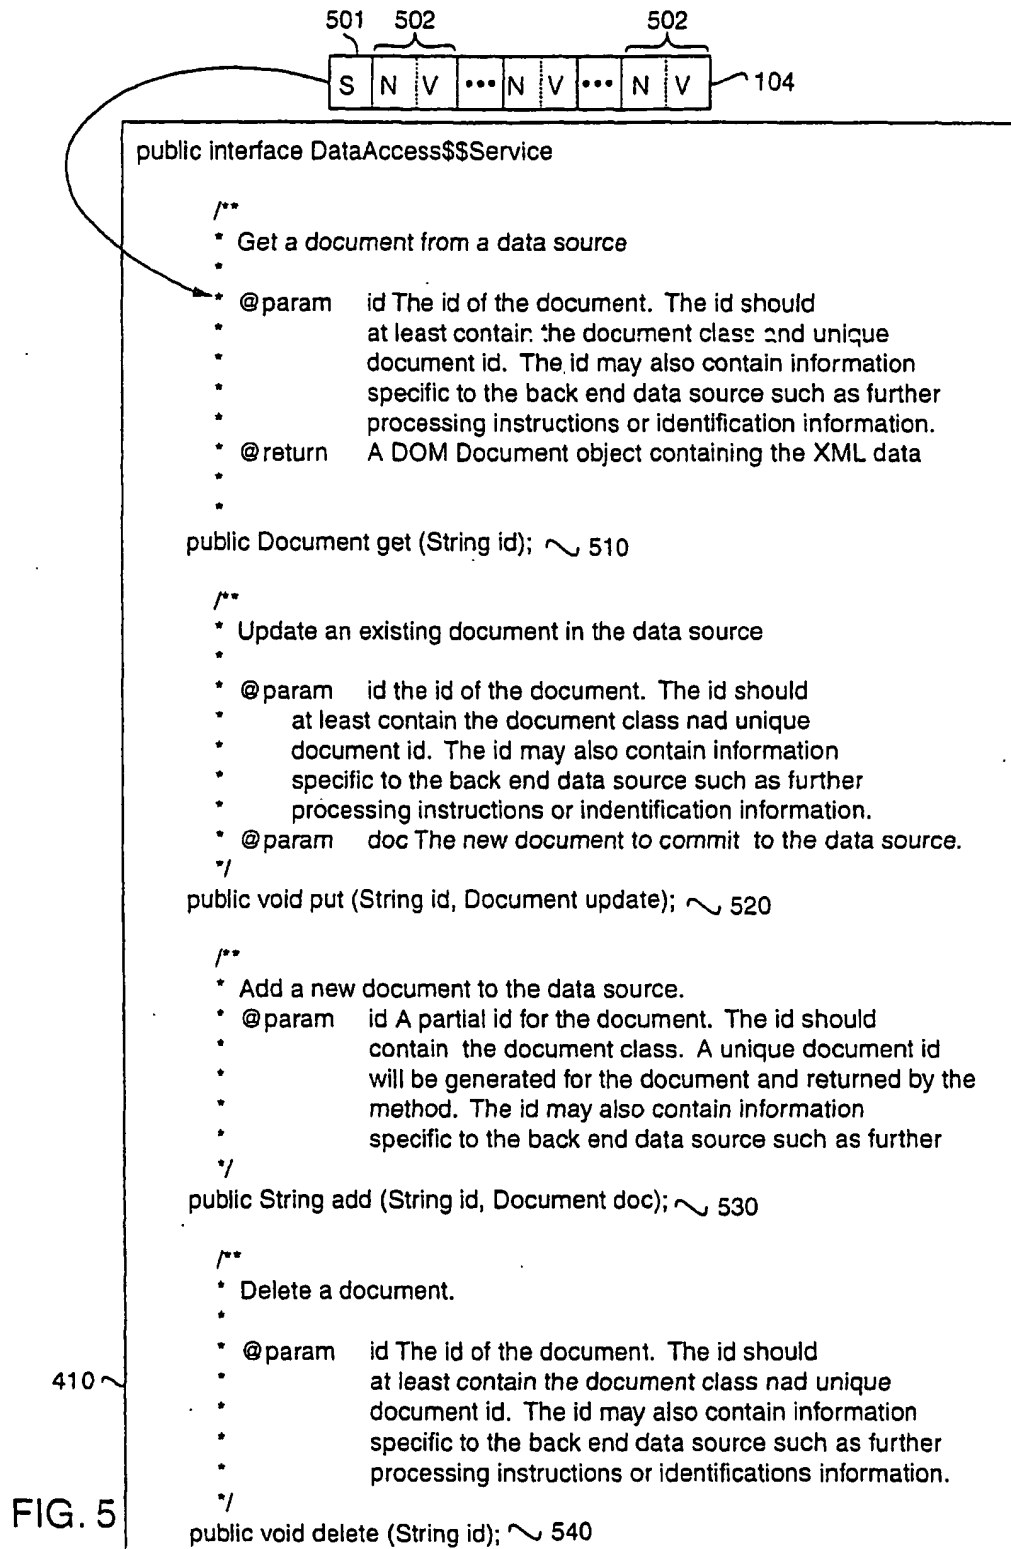 501 502 502
S N V ••• N V ••• N V 104
public interface DataAccess$$Service
/**
* Get a document from a data source
*
* @param id The id of the document. The id should
* at least contain the document class and unique
* document id. The id may also contain information
* specific to the back end data source such as further
* processing instructions or identification information.
* @return A DOM Document object containing the XML data
*
*
public Document get (String id); 510
/**
* Update an existing document in the data source
*
* @param id the id of the document. The id should
* at least contain the document class nad unique
* document id. The id may also contain information
* specific to the back end data source such as further
* processing instructions or indentification information.
* @param doc The new document to commit to the data source.
*/
public void put (String id, Document update); 520
/**
* Add a new document to the data source.
* @param id A partial id for the document. The id should
* contain the document class. A unique document id
* will be generated for the document and returned by the
* method. The id may also contain information
* specific to the back end data source such as further
*/
public String add (String id, Document doc); 530
/**
* Delete a document.
*
* @param id The id of the document. The id should
410 * at least contain the document class nad unique
* document id. The id may also contain information
* specific to the back end data source such as further
* processing instructions or identifications information.
*/
FIG. 5
public void delete (String id); 540